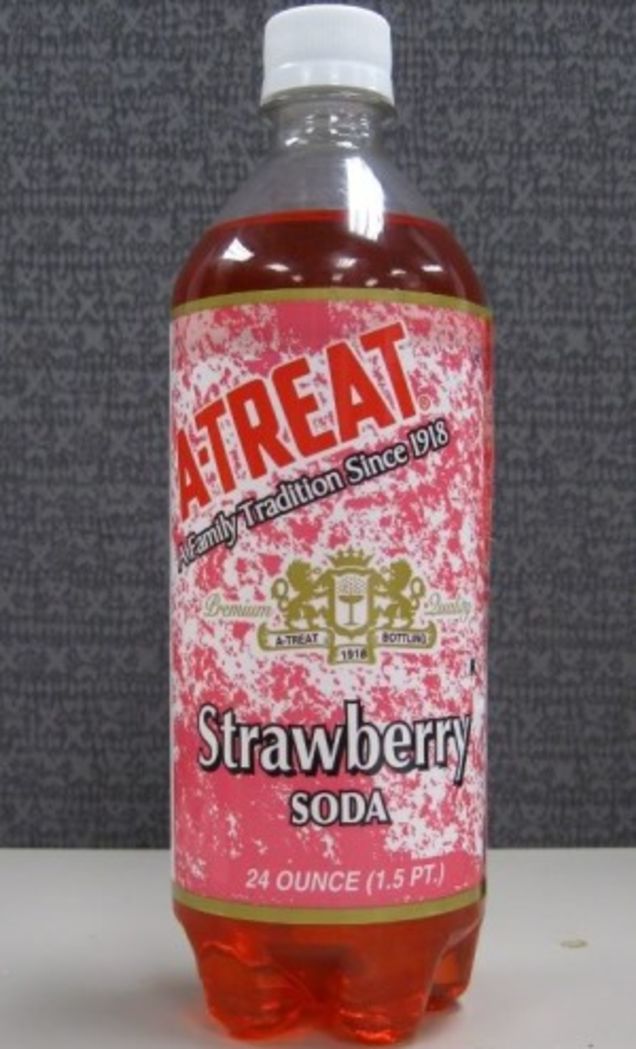 A-TREAT®
A Family Tradition Since 1918
Premium Quality
A-TREAT BOTTLING
1918
K
Strawberry
SODA
24 OUNCE (1.5 PT.)